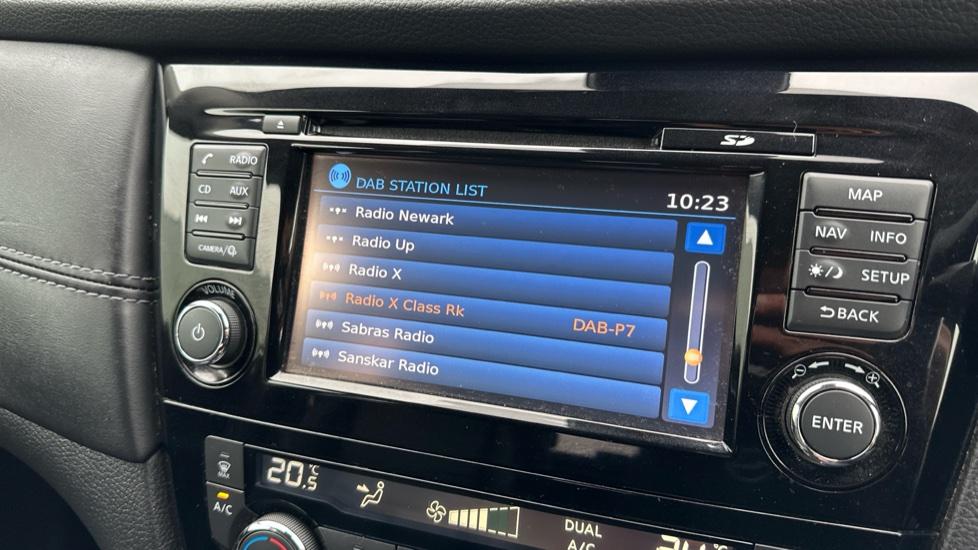 RADIO
CD AUX
CAMERA/
VOLUME
SD
DAB STATION LIST
10:23
Radio Newark
Radio Up
Radio X
Radio X Class Rk DAB-P7
Sabras Radio
Sanskar Radio
MAP
NAV INFO
SETUP
BACK
ENTER
MAX
A/C
20.5 °C
DUAL
A/C
°C